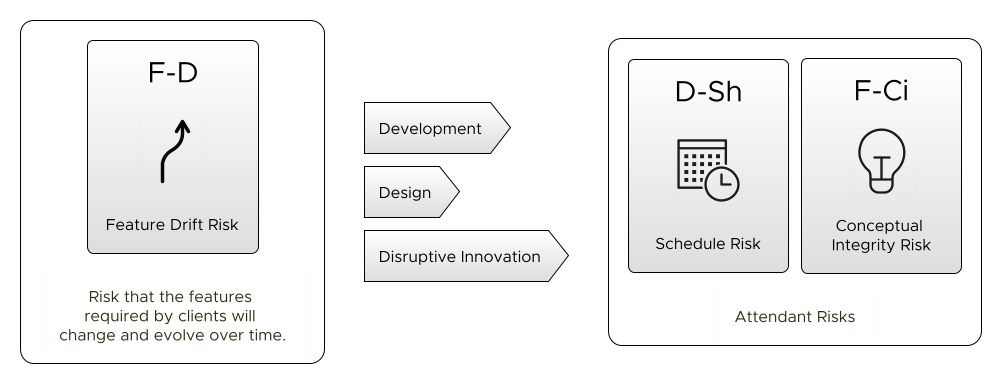 F-D
Feature Drift Risk
Risk that the features
required by clients will
change and evolve over time.
Development
Design
Disruptive Innovation
D-Sh
Schedule Risk
F-Ci
Conceptual
Integrity Risk
Attendant Risks